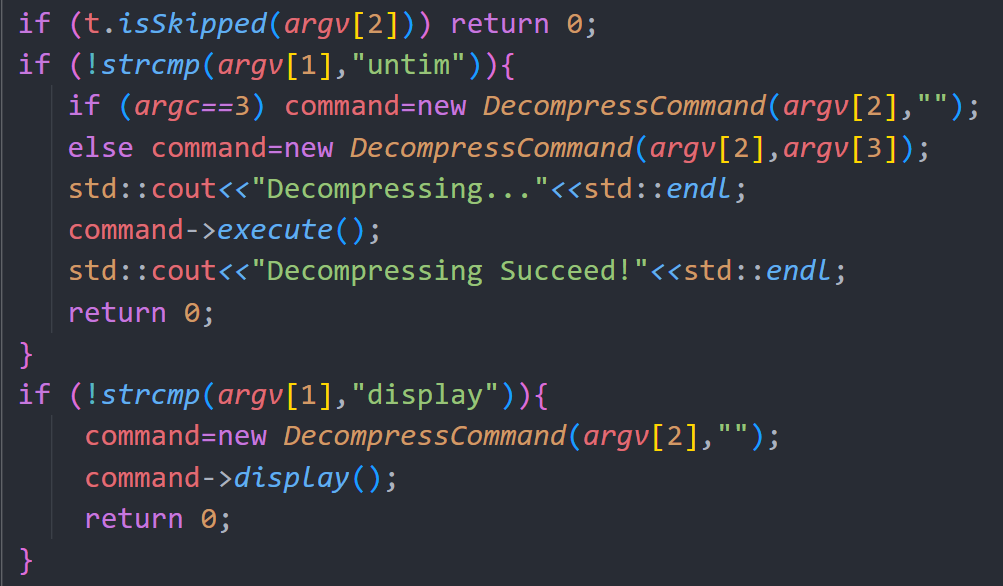 if (t.isSkipped(argv[2])) return 0;
if (!strcmp(argv[1],"untim")){
if (argc==3) command=new DecompressCommand(argv[2],"");
else command=new DecompressCommand(argv[2],argv[3]);
std::cout<<"Decompressing..."<<std::endl;
command->execute();
std::cout<<"Decompressing Succeed!"<<std::endl;
return 0;
}
if (!strcmp(argv[1],"display")){
command=new DecompressCommand(argv[2],"");
command->display();
return 0;
}